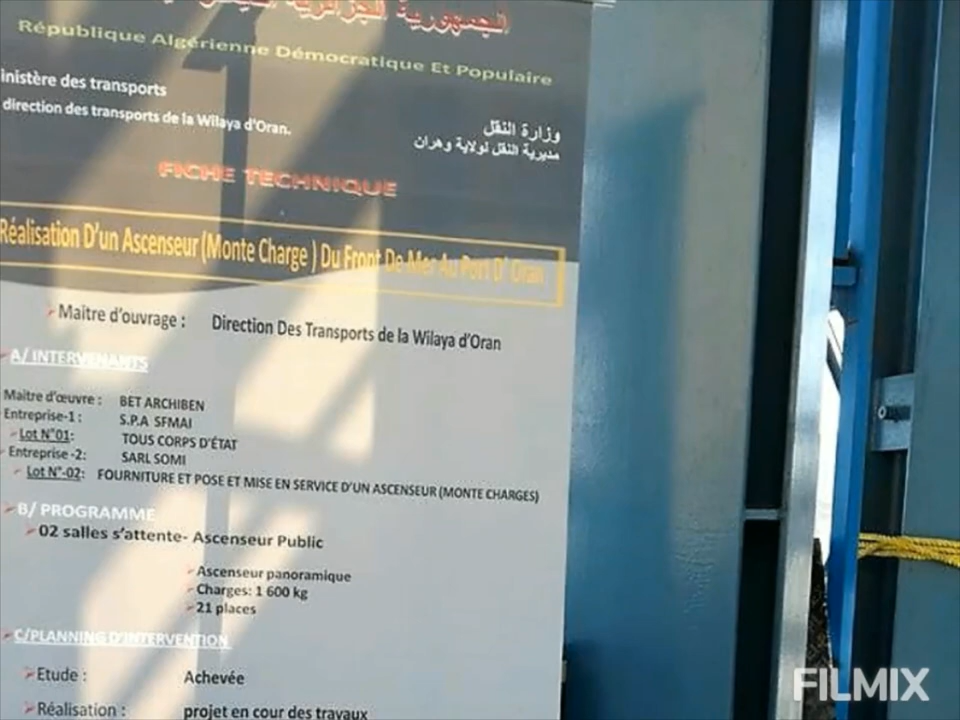 الجمهورية الجزائرية
République Algérienne Démocratique Et Populaire
inistère des transports
direction des transports de la Wilaya d'Oran.
وزارة النقل
مديرية النقل لولاية وهران
FICHE TECHNIQUE
Réalisation D'un Ascenseur (Monte Charge ) Du Front De Mer Au Port D' Oran
Maître d'ouvrage : Direction Des Transports de la Wilaya d'Oran
A/ INTERVENANTS
Maitre d'œuvre : BET ARCHIBEN
Entreprise-1 : S.P.A SFMAI
Lot N°01: TOUS CORPS D'ÉTAT
Entreprise -2: SARL SOMI
Lot N°-02: FOURNITURE ET POSE ET MISE EN SERVICE D'UN ASCENSEUR (MONTE CHARGES)
B/ PROGRAMME
02 salles s'attente- Ascenseur Public
Ascenseur panoramique
Charges: 1 600 kg
21 places
C/PLANNING D'INTERVENTION
Etude : Achevée
Réalisation : projet en cour des travaux
FILMIX